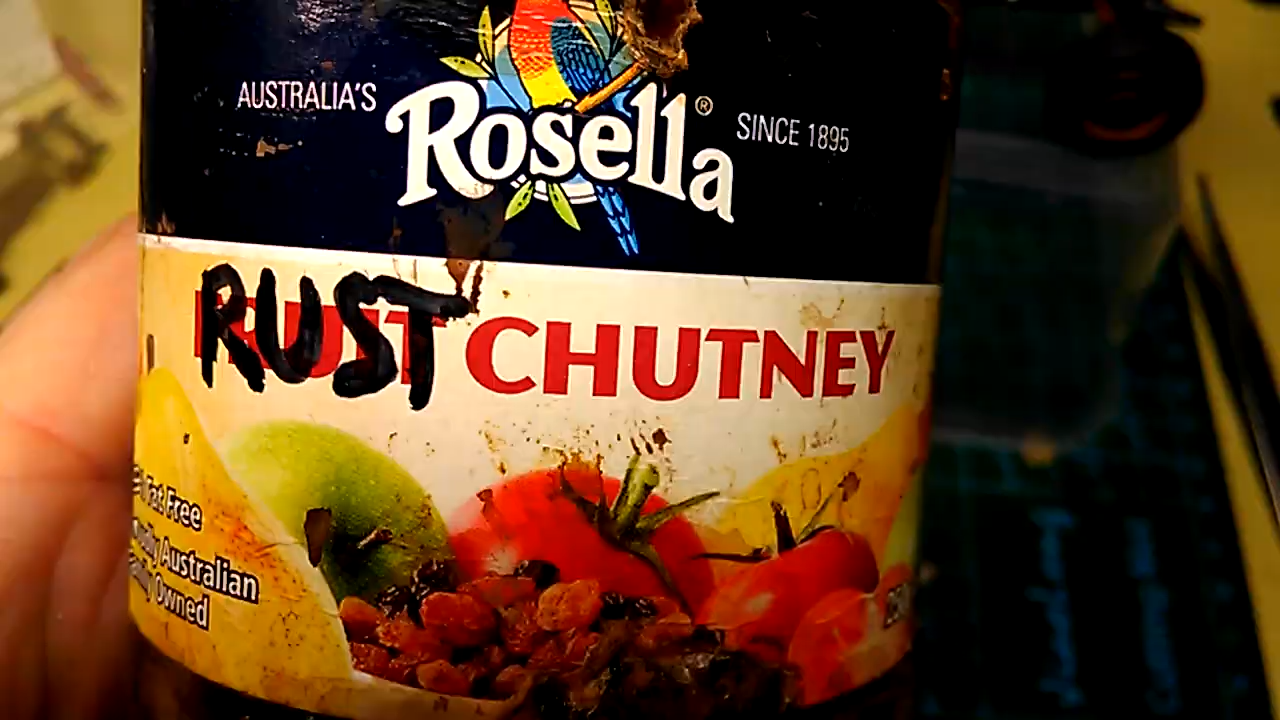 AUSTRALIA'S Rosella® SINCE 1895
RUST CHUTNEY
Fat Free
Australian
Owned